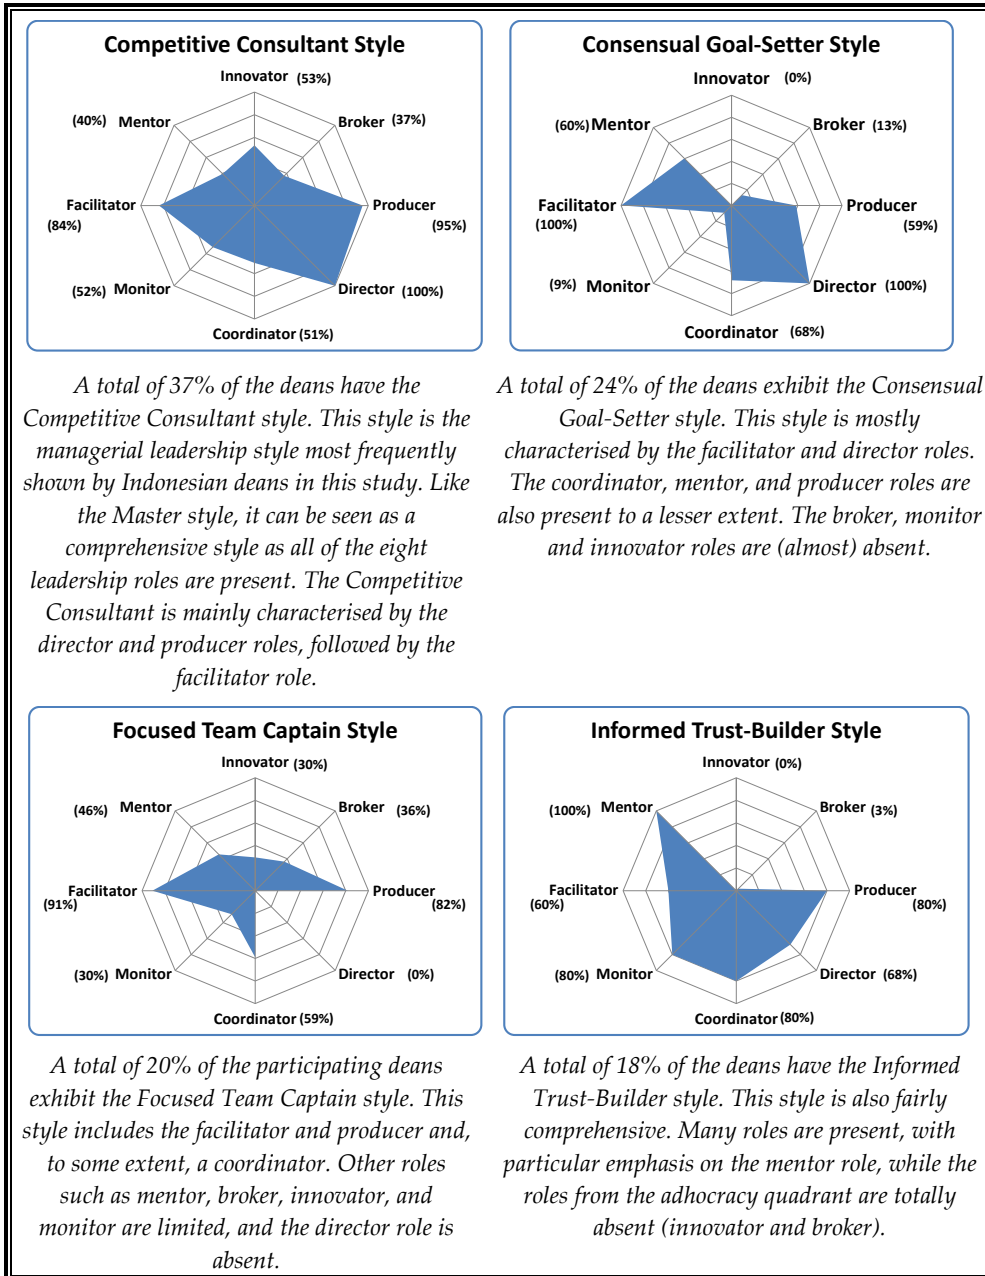 Competitive Consultant Style
Innovator (53%)
(40%) Mentor
Broker (37%)
Facilitator
(84%)
Producer
(95%)
(52%) Monitor
Director (100%)
Coordinator (51%)
A total of 37% of the deans have the
Competitive Consultant style. This style is the
managerial leadership style most frequently
shown by Indonesian deans in this study. Like
the Master style, it can be seen as a
comprehensive style as all of the eight
leadership roles are present. The Competitive
Consultant is mainly characterised by the
director and producer roles, followed by the
facilitator role.
Consensual Goal-Setter Style
Innovator (0%)
(60%) Mentor
Broker (13%)
Facilitator
(100%)
Producer
(59%)
(9%) Monitor
Director (100%)
Coordinator (68%)
A total of 24% of the deans exhibit the Consensual
Goal-Setter style. This style is mostly
characterised by the facilitator and director roles.
The coordinator, mentor, and producer roles are
also present to a lesser extent. The broker, monitor
and innovator roles are (almost) absent.
Focused Team Captain Style
Innovator (30%)
(46%) Mentor
Broker (36%)
Facilitator
(91%)
Producer
(82%)
(30%) Monitor
Director (0%)
Coordinator (59%)
A total of 20% of the participating deans
exhibit the Focused Team Captain style. This
style includes the facilitator and producer and,
to some extent, a coordinator. Other roles
such as mentor, broker, innovator, and
monitor are limited, and the director role is
absent.
Informed Trust-Builder Style
Innovator (0%)
(100%) Mentor
Broker (3%)
Facilitator
(60%)
Producer
(80%)
(80%) Monitor
Director (68%)
Coordinator (80%)
A total of 18% of the deans have the Informed
Trust-Builder style. This style is also fairly
comprehensive. Many roles are present, with
particular emphasis on the mentor role, while the
roles from the adhocracy quadrant are totally
absent (innovator and broker).